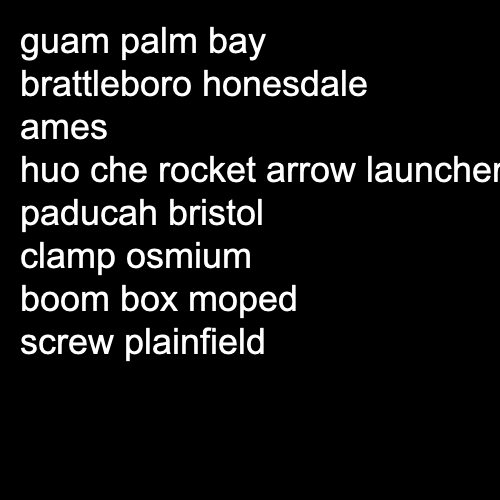 guam palm bay
brattleboro honesdale
ames
huo che rocket arrow launcher
paducah bristol
clamp osmium
boom box moped
screw plainfield